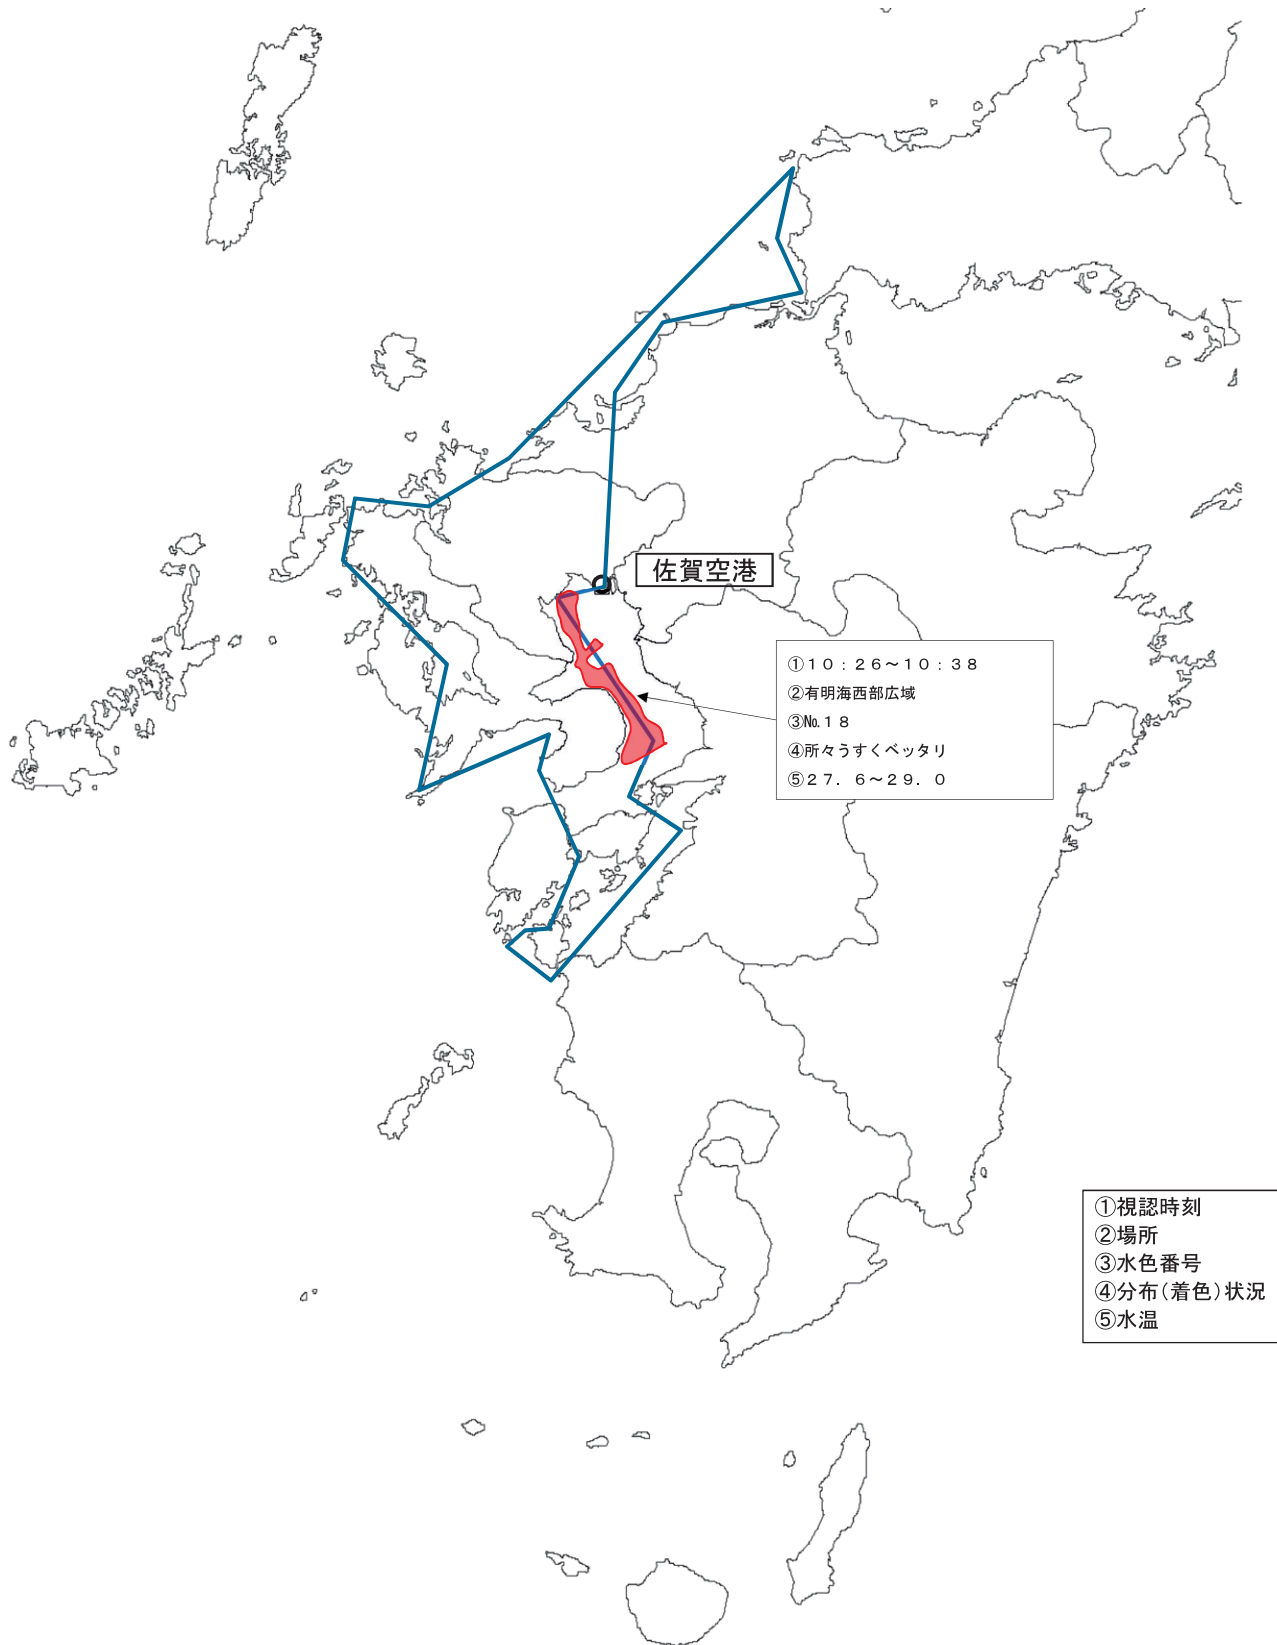 佐賀空港
①１０：２６～１０：３８
②有明海西部広域
③№１８
④所々うすくベッタリ
⑤２７．６～２９．０
①視認時刻
②場所
③水色番号
④分布（着色）状況
⑤水温